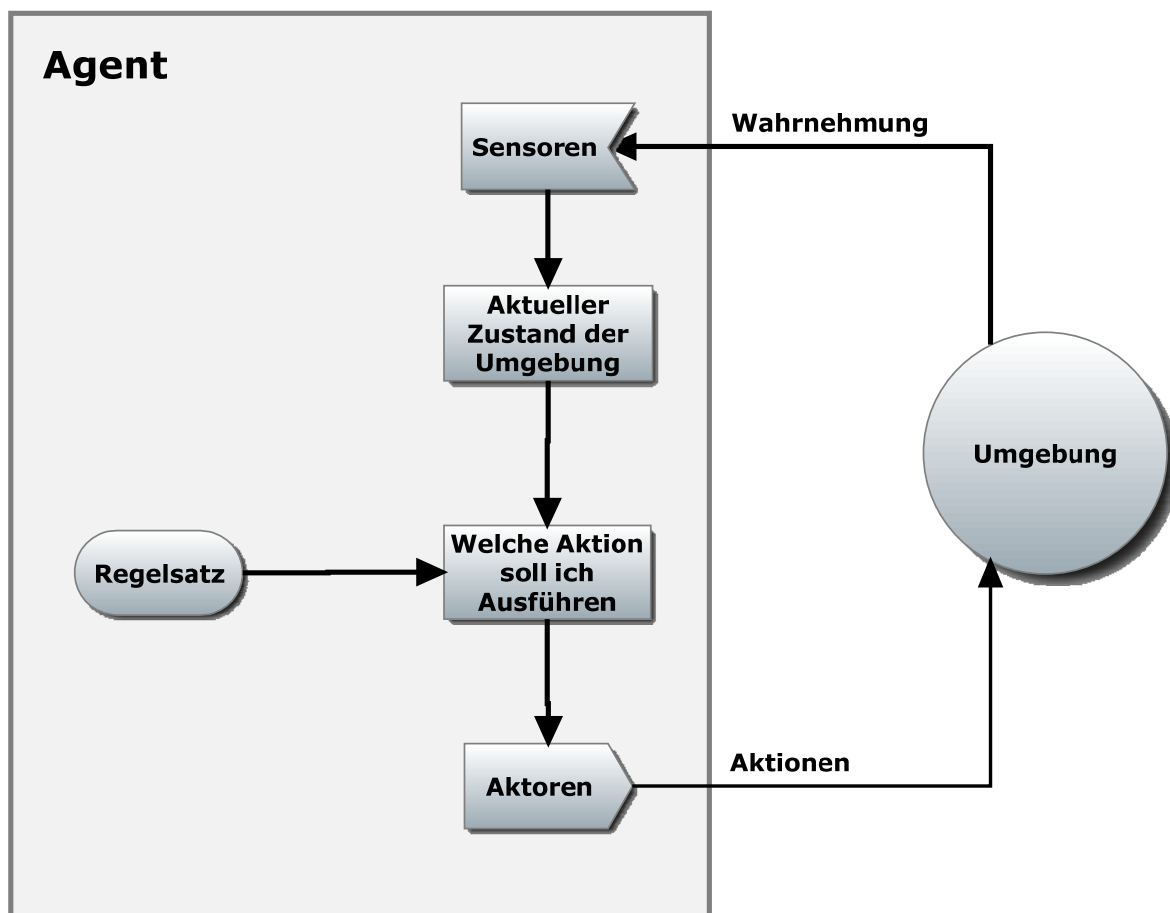 Agent
Wahrnehmung
Sensoren
Aktueller
Zustand der
Umgebung
Umgebung
Welche Aktion
soll ich
Ausführen
Regelsatz
Aktionen
Aktoren